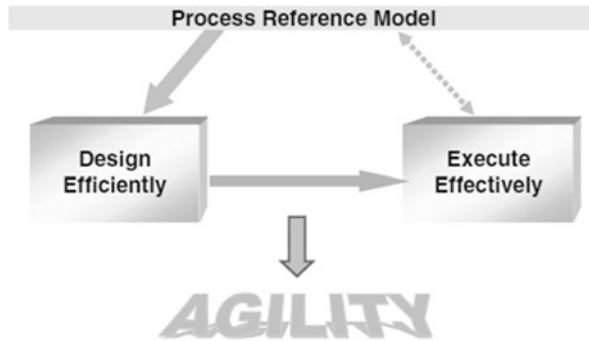 Process Reference Model
Design
Efficiently
Execute
Effectively
AGILITY